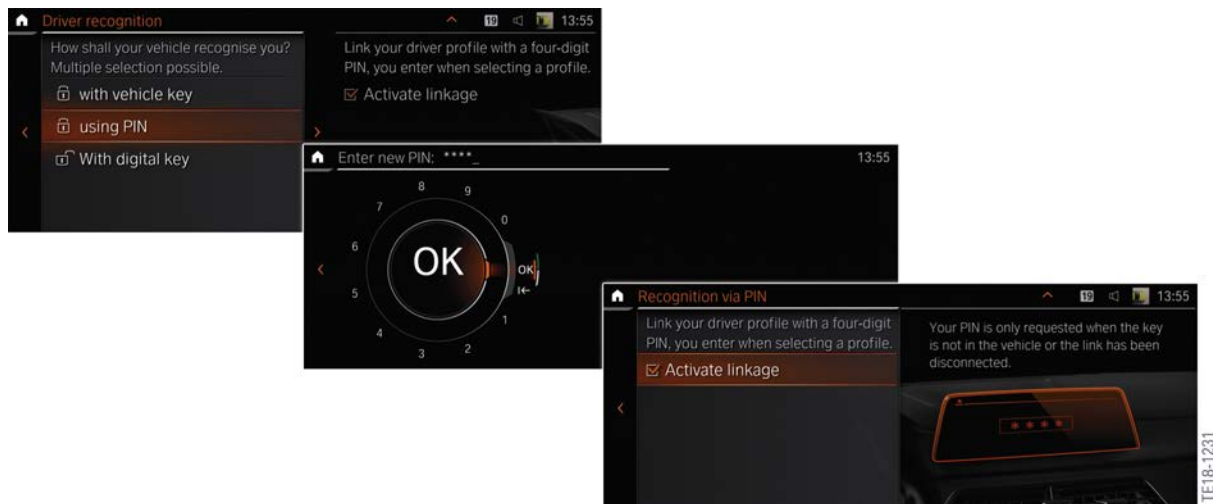 Driver recognition
19
13:55
How shall your vehicle recognise you?
Multiple selection possible.
with vehicle key
using PIN
With digital key
Link your driver profile with a four-digit
PIN, you enter when selecting a profile.
Activate linkage
Enter new PIN: ****_
13:55
8
9
7
0
6
OK
OK
5
1
4
3
2
Recognition via PIN
19
13:55
Link your driver profile with a four-digit
PIN, you enter when selecting a profile.
Activate linkage
Your PIN is only requested when the key
is not in the vehicle or the link has been
disconnected.
* * * *
TE18-1231